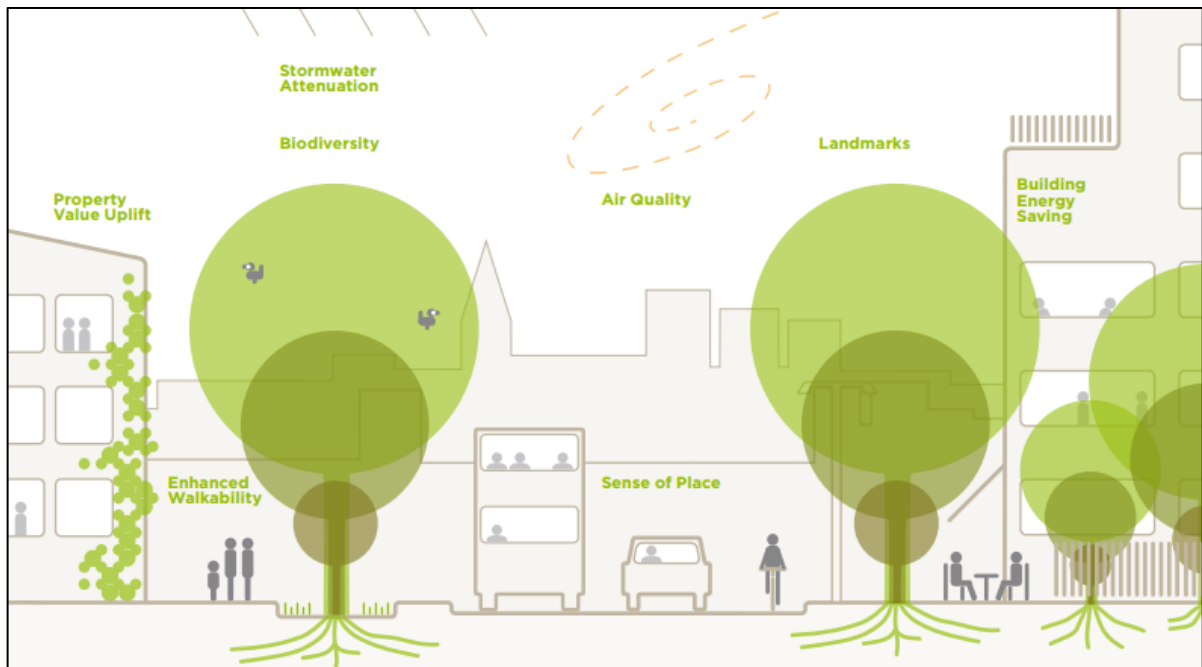 Stormwater
Attenuation
Biodiversity
Landmarks
Property
Value Uplift
Air Quality
Building
Energy
Saving
Enhanced
Walkability
Sense of Place